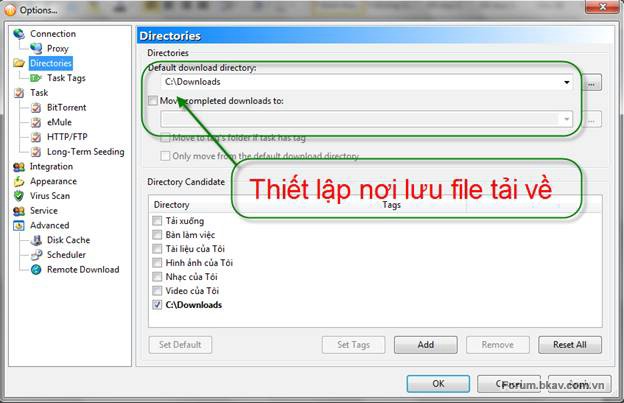 Options...
Connection
Proxy
Directories
Task Tags
Task
BitTorrent
eMule
HTTP/FTP
Long-Term Seeding
Integration
Appearance
Virus Scan
Service
Advanced
Disk Cache
Scheduler
Remote Download
Directories
Directories
Default download directory:
C:\Downloads
...
Move completed downloads to:
...
Move to tag's folder if task has tag
Only move from the default download directory
Thiết lập nơi lưu file tải về
Directory Candidate
Directory Tags
Tải xuống
Bàn làm việc
Tài liệu của Tôi
Hình ảnh của Tôi
Nhạc của Tôi
Video của Tôi
C:\Downloads
Set Default Set Tags Add Remove Reset All
OK Cancel Apply
Forum.bkav.com.vn